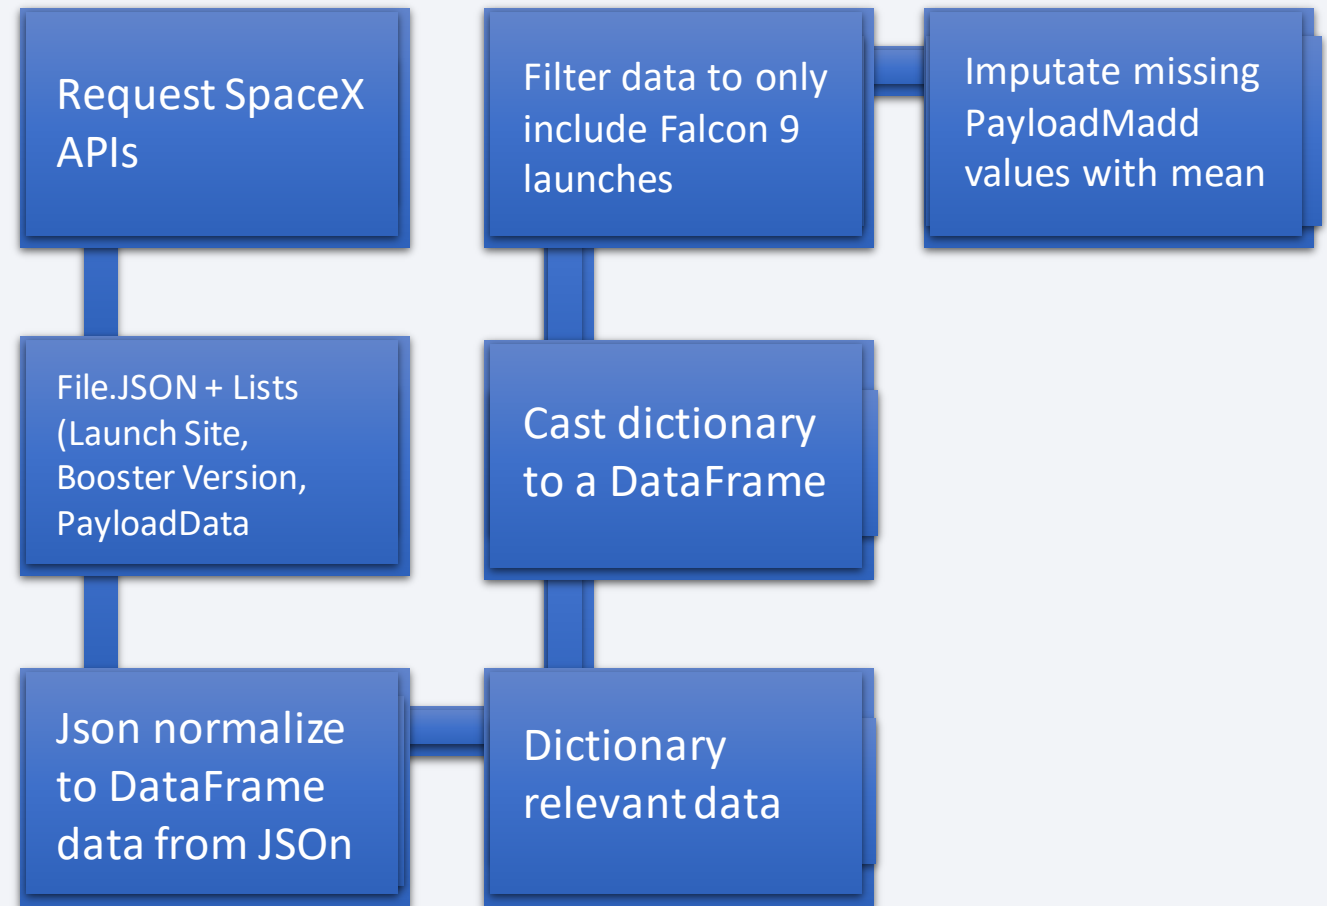 Request SpaceX
APIs
File.JSON + Lists
(Launch Site,
Booster Version,
PayloadData
Json normalize
to DataFrame
data from JSOn
Dictionary
relevant data
Cast dictionary
to a DataFrame
Filter data to only
include Falcon 9
launches
Imputate missing
PayloadMadd
values with mean